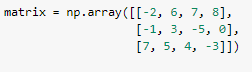 matrix = np.array([[-2, 6, 7, 8],
[-1, 3, -5, 0],
[7, 5, 4, -3]])